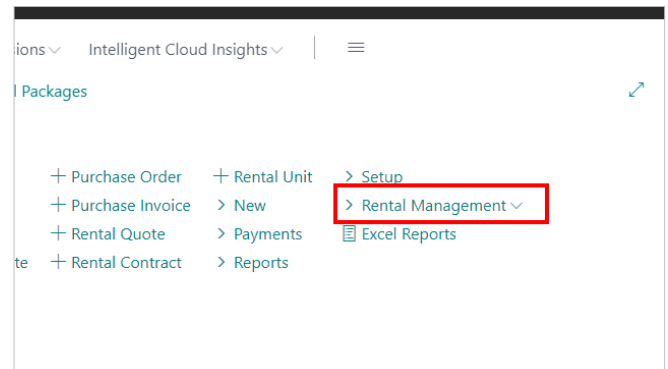 ions Intelligent Cloud Insights
l Packages
+ Purchase Order + Rental Unit > Setup
+ Purchase Invoice > New > Rental Management
+ Rental Quote > Payments Excel Reports
te + Rental Contract > Reports